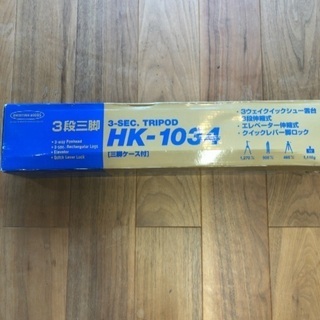 3段三脚
3-SEC. TRIPOD
HK-1034
[三脚ケース付]
• 3-way Panhead
• 3-sec. Rectangular Legs
• Elevator
• Quick Lever Lock
・3ウェイクイックシュー雲台
・3段伸縮式
・エレベーター伸縮式
・クイックレバー脚ロック